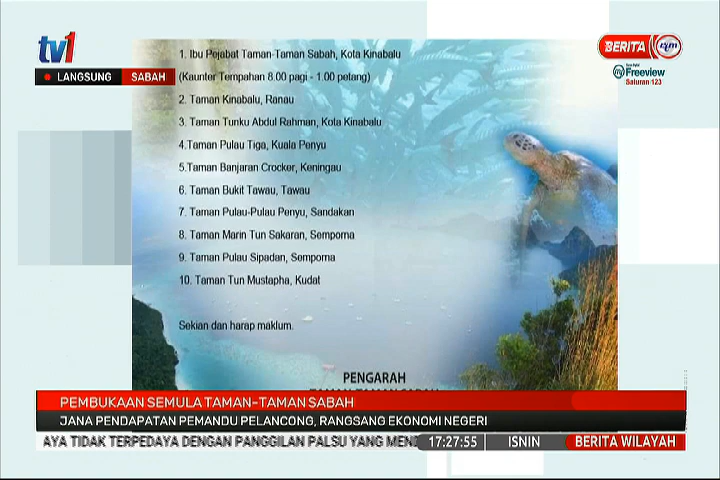 tv1
LANGSUNG SABAH
BERITA rtm
Freeview
Saluran 123
1. Ibu Pejabat Taman-Taman Sabah, Kota Kinabalu
(Kaunter Tempahan 8.00 pagi - 1.00 petang)
2. Taman Kinabalu, Ranau
3. Taman Tunku Abdul Rahman, Kota Kinabalu
4.Taman Pulau Tiga, Kuala Penyu
5.Taman Banjaran Crocker, Keningau
6. Taman Bukit Tawau, Tawau
7. Taman Pulau-Pulau Penyu, Sandakan
8. Taman Marin Tun Sakaran, Semporna
9. Taman Pulau Sipadan, Semporna
10. Taman Tun Mustapha, Kudat
Sekian dan harap maklum.
PENGARAH
PEMBUKAAN SEMULA TAMAN-TAMAN SABAH
JANA PENDAPATAN PEMANDU PELANCONG, RANGSANG EKONOMI NEGERI
AYA TIDAK TERPEDAYA DENGAN PANGGILAN PALSU YANG MEND 17:27:55 ISNIN BERITA WILAYAH